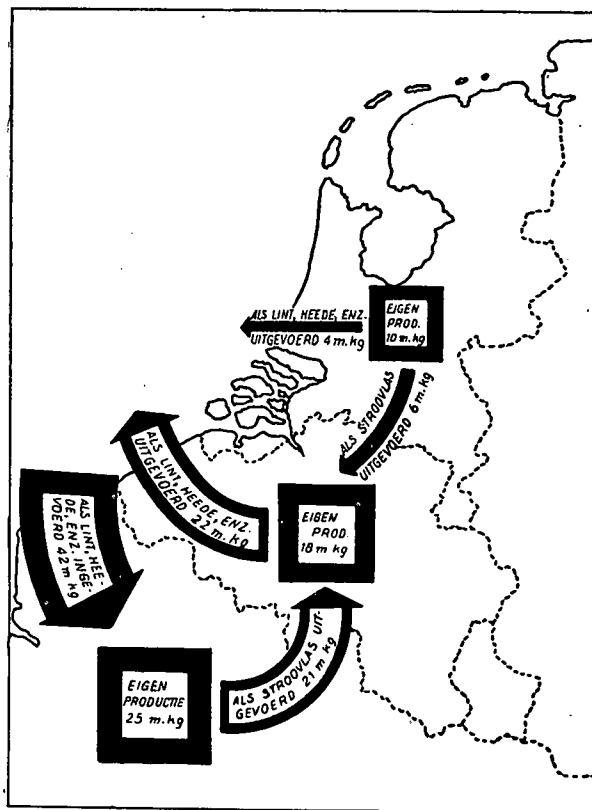 ALS LINT, HEEDE, ENZ.
UITGEVOERD 4 m. kg
EIGEN
PROD.
10 m. kg
ALS STROOVLAS
UITGEVOERD 6 m. kg
ALS LINT, HEEDE, ENZ.
UITGEVOERD 22 m. kg
EIGEN
PROD.
18 m kg
ALS LINT, HEE-
DE, ENZ. INGE-
VOERD 42 m kg
EIGEN
PRODUCTIE
25 m. kg
ALS STROOVLAS UIT-
GEVOERD 21 m. kg